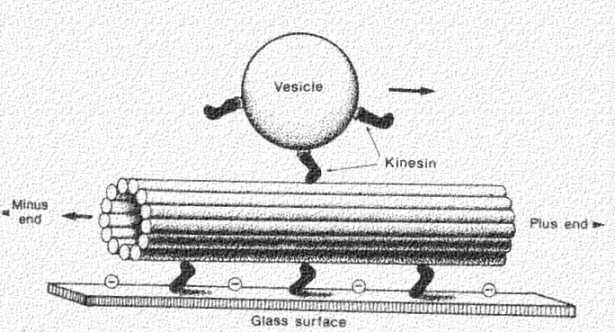 Vesicle
Kinesin
Minus
end
Plus end
Glass surface